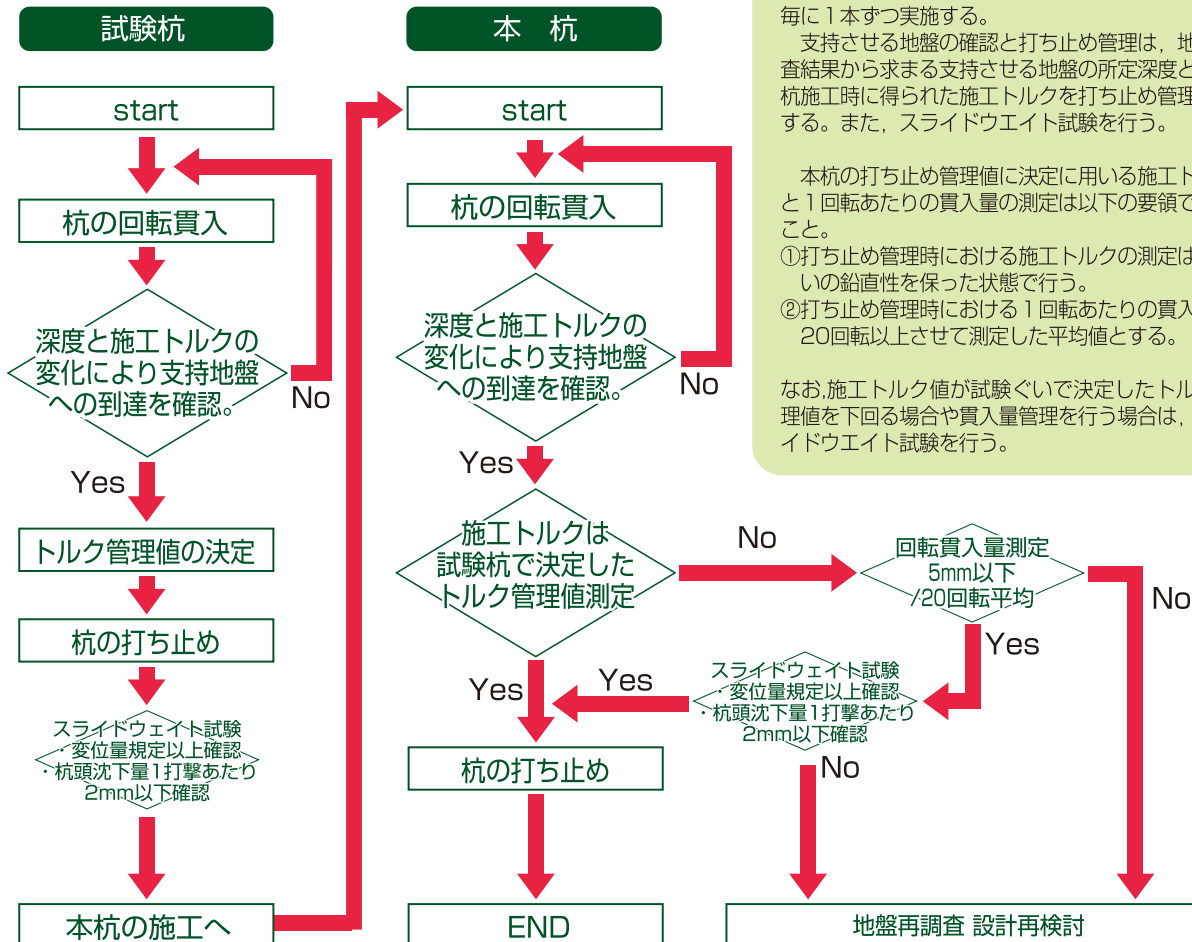 試験杭
start
杭の回転貫入
深度と施工トルクの
変化により支持地盤
への到達を確認。
No
Yes
トルク管理値の決定
杭の打ち止め
スライドウェイト試験
・変位量規定以上確認
・杭頭沈下量1打撃あたり
2mm以下確認
本杭の施工へ
本 杭
start
杭の回転貫入
深度と施工トルクの
変化により支持地盤
への到達を確認。
No
Yes
施工トルクは
試験杭で決定した
トルク管理値測定
No
Yes
回転貫入量測定
5mm以下
/20回転平均
No
Yes
スライドウェイト試験
・変位量規定以上確認
・杭頭沈下量1打撃あたり
2mm以下確認
Yes
No
杭の打ち止め
END
地盤再調査 設計再検討
毎に1本ずつ実施する。
支持させる地盤の確認と打ち止め管理は，地
査結果から求まる支持させる地盤の所定深度と
杭施工時に得られた施工トルクを打ち止め管理
する。また，スライドウエイト試験を行う。
本杭の打ち止め管理値に決定に用いる施工ト
と1回転あたりの貫入量の測定は以下の要領で
こと。
①打ち止め管理時における施工トルクの測定は
いの鉛直性を保った状態で行う。
②打ち止め管理時における1回転あたりの貫入
20回転以上させて測定した平均値とする。
なお,施工トルク値が試験ぐいで決定したトル
理値を下回る場合や貫入量管理を行う場合は，
イドウエイト試験を行う。